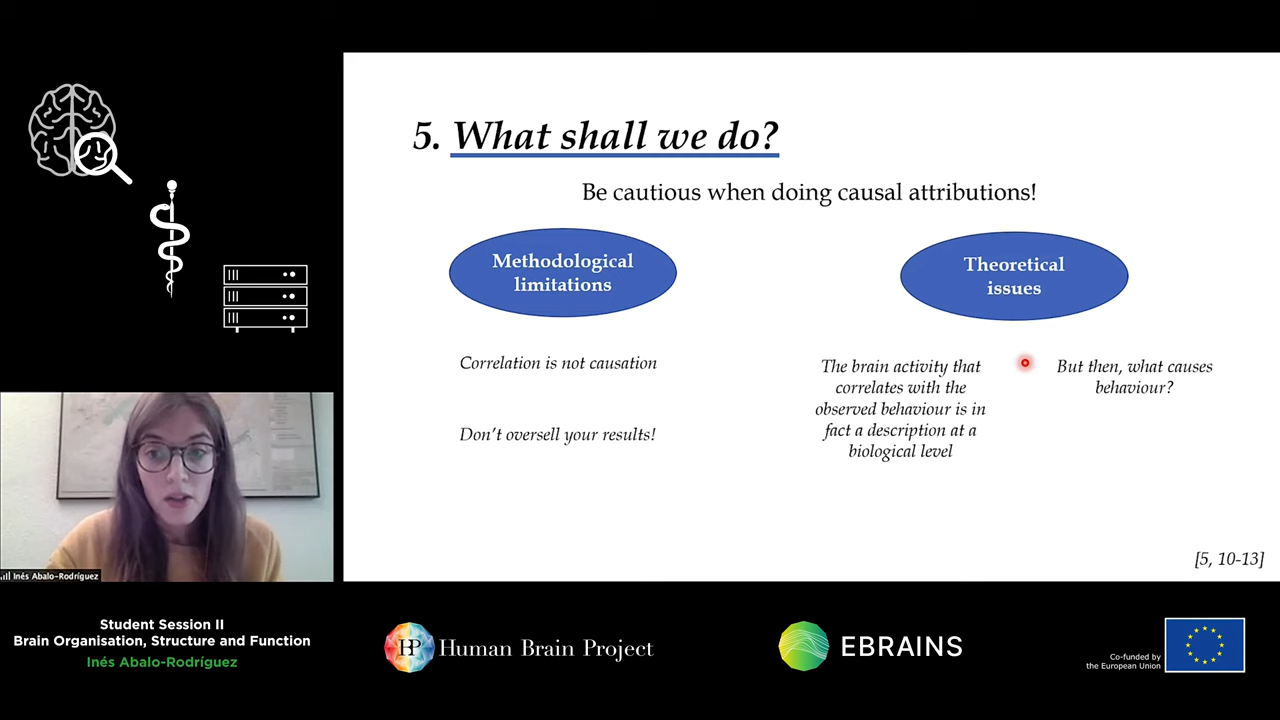 5. What shall we do?
Be cautious when doing causal attributions!
Methodological
limitations
Theoretical
issues
Correlation is not causation
Don't oversell your results!
The brain activity that
correlates with the
observed behaviour is in
fact a description at a
biological level
But then, what causes
behaviour?
[5, 10-13]
Inés Abalo-Rodríguez
Student Session II
Brain Organisation, Structure and Function
Inés Abalo-Rodríguez
HP Human Brain Project
EBRAINS
Co-funded by
the European Union